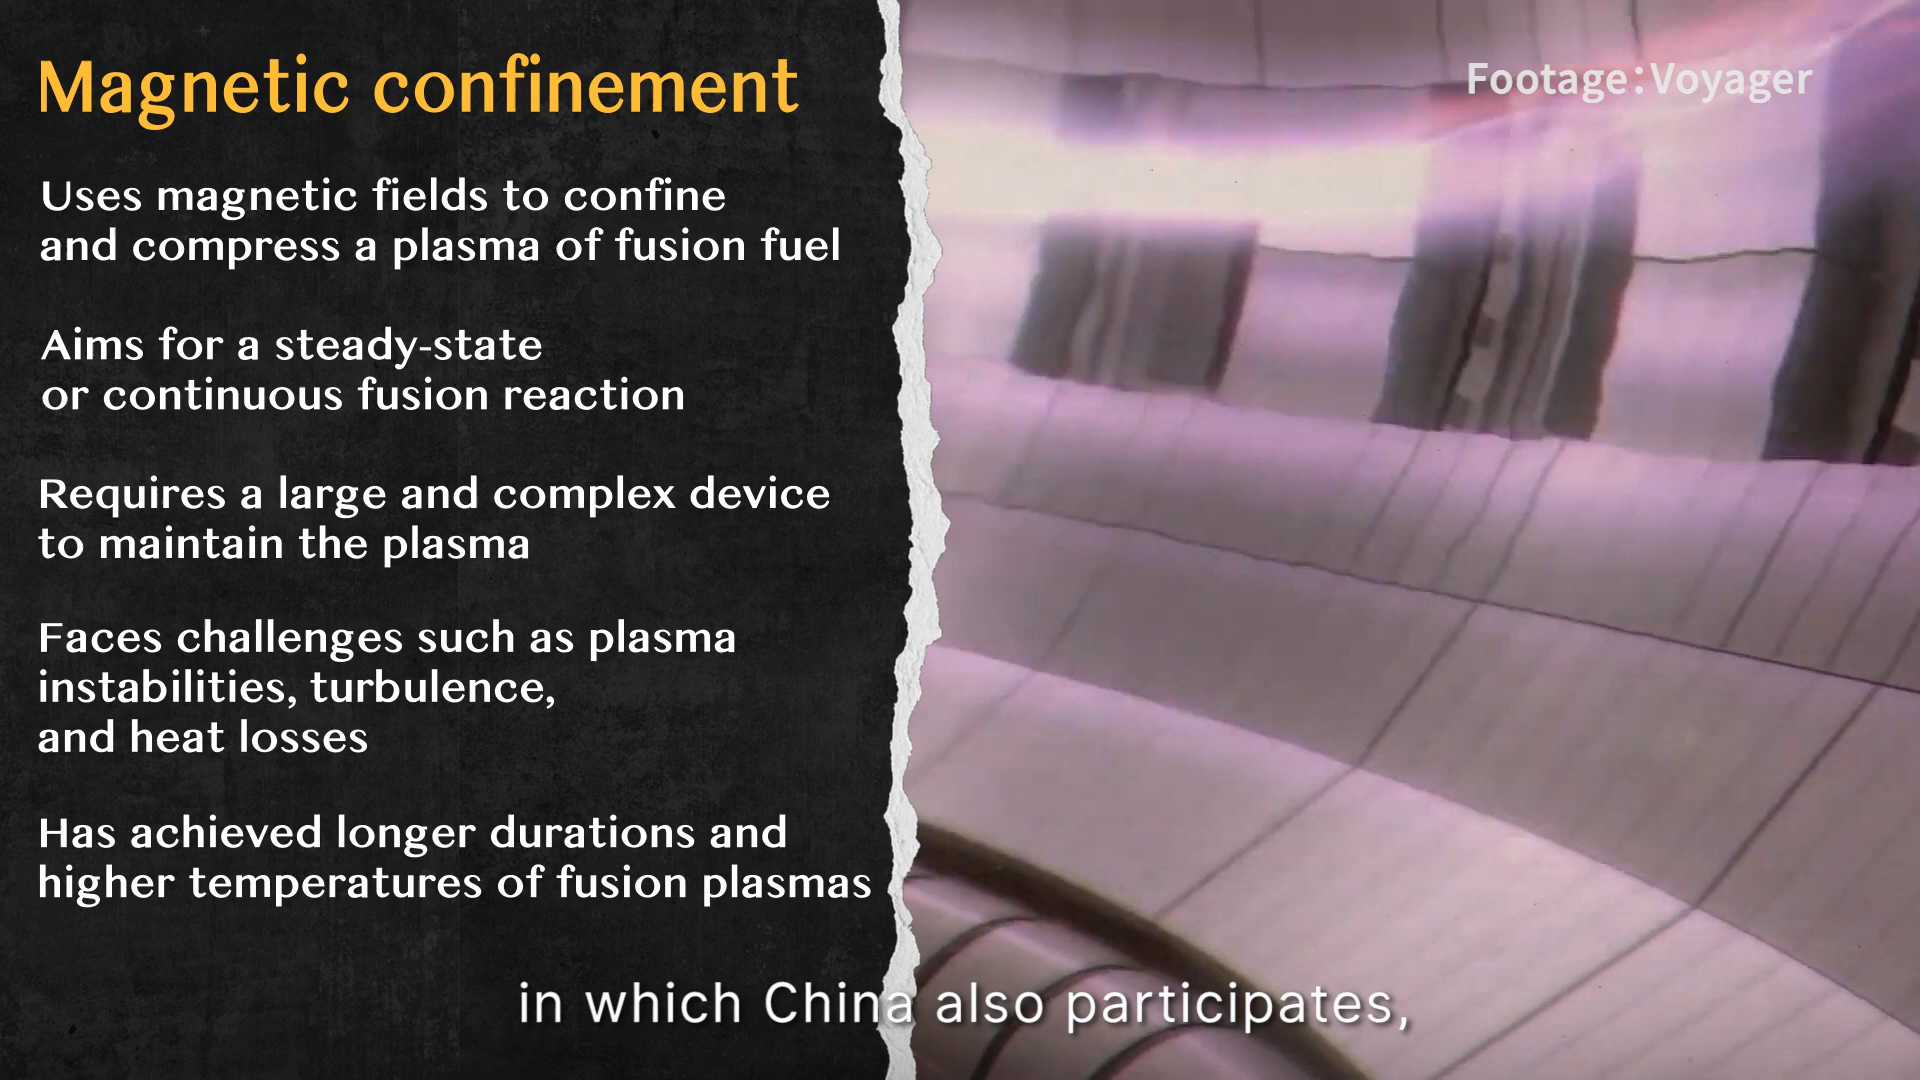 Magnetic confinement
Uses magnetic fields to confine
and compress a plasma of fusion fuel
Aims for a steady-state
or continuous fusion reaction
Requires a large and complex device
to maintain the plasma
Faces challenges such as plasma
instabilities, turbulence,
and heat losses
Has achieved longer durations and
higher temperatures of fusion plasmas
Footage:Voyager
in which China also participates,